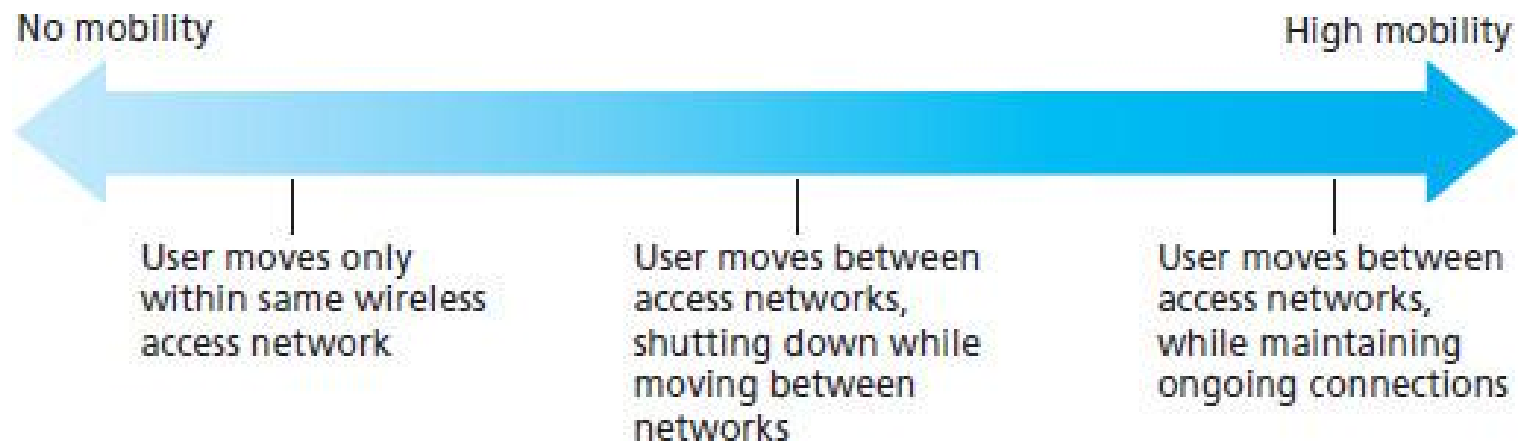 No mobility
High mobility
User moves only
within same wireless
access network
User moves between
access networks,
shutting down while
moving between
networks
User moves between
access networks,
while maintaining
ongoing connections